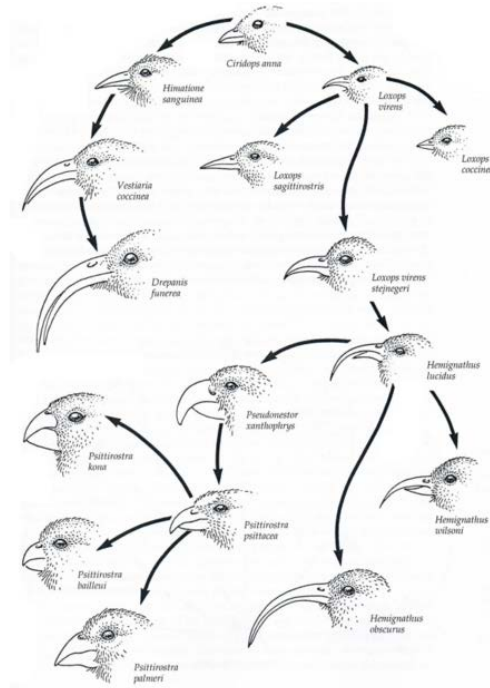 Ciridops anna
Himatione
sanguinea
Loxops
virens
Loxops
coccinea
Loxops
sagittirostris
Vestiaria
coccinea
Drepanis
funerea
Loxops virens
stejnegeri
Hemignathus
lucidus
Pseudonestor
xanthophrys
Psittirostra
kona
Hemignathus
wilsoni
Psittirostra
psittacea
Psittirostra
bailleui
Hemignathus
obscurus
Psittirostra
palmeri